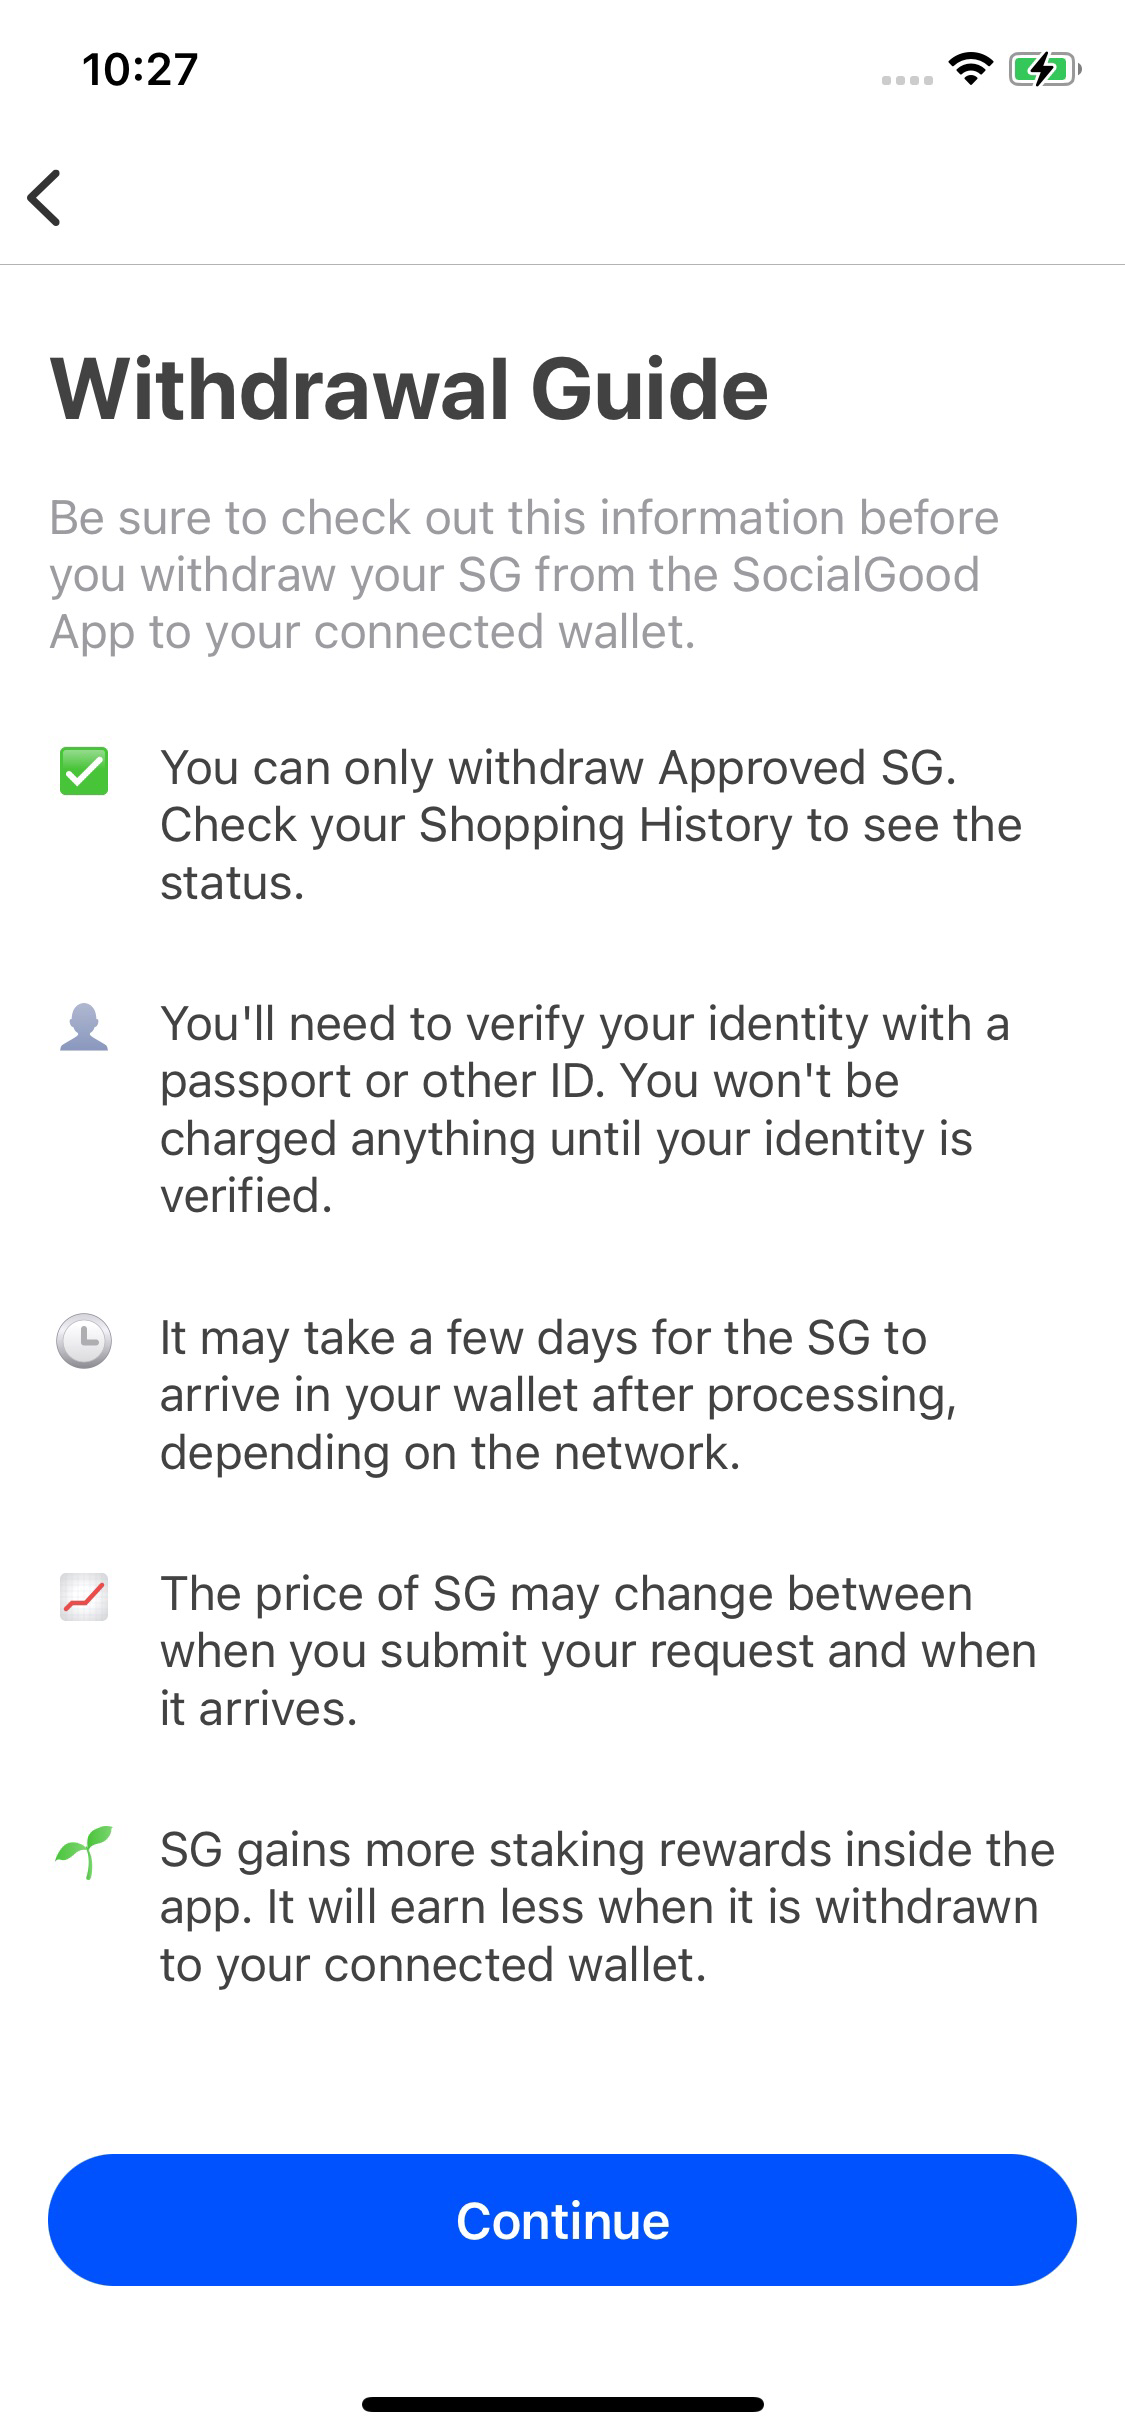 10:27
Withdrawal Guide
Be sure to check out this information before
you withdraw your SG from the SocialGood
App to your connected wallet.
You can only withdraw Approved SG.
Check your Shopping History to see the
status.
You'll need to verify your identity with a
passport or other ID. You won't be
charged anything until your identity is
verified.
It may take a few days for the SG to
arrive in your wallet after processing,
depending on the network.
The price of SG may change between
when you submit your request and when
it arrives.
SG gains more staking rewards inside the
app. It will earn less when it is withdrawn
to your connected wallet.
Continue